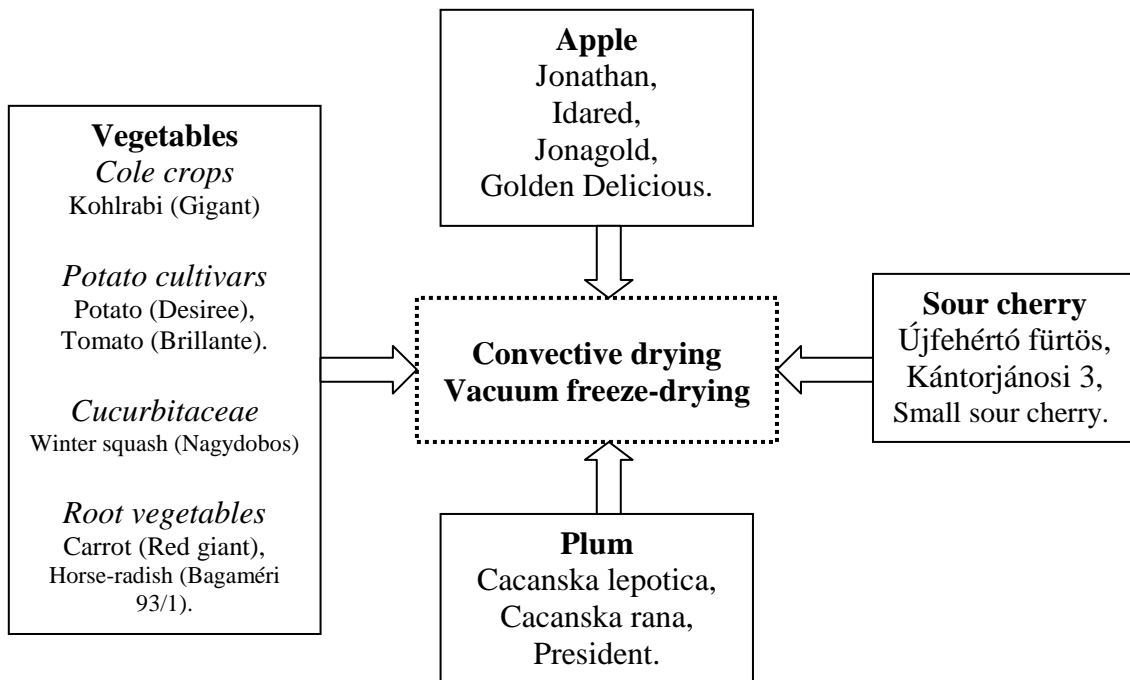 Apple
Jonathan,
Idared,
Jonagold,
Golden Delicious.
Vegetables
Cole crops
Kohlrabi (Gigant)
Potato cultivars
Potato (Desiree),
Tomato (Brillante).
Cucurbitaceae
Winter squash (Nagydobos)
Root vegetables
Carrot (Red giant),
Horse-radish (Bagaméri
93/1).
Convective drying
Vacuum freeze-drying
Sour cherry
Újfehértó fürtös,
Kántorjánosi 3,
Small sour cherry.
Plum
Cacanska lepotica,
Cacanska rana,
President.